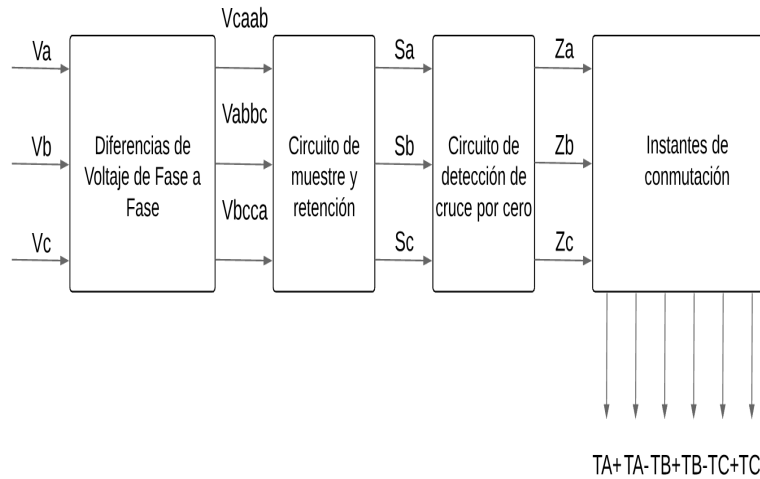 Va
Vb
Vc
Diferencias de
Voltaje de Fase a
Fase
Vcaab
Vabbc
Vbcca
Circuito de
muestre y
retención
Sa
Sb
Sc
Circuito de
detección de
cruce por cero
Za
Zb
Zc
Instantes de
conmutación
TA+ TA-TB+TB-TC+TC